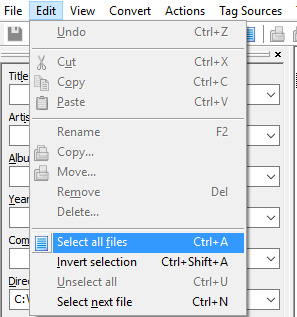 File Edit View Convert Actions Tag Sources
Undo Ctrl+Z
Cut Ctrl+X
Copy Ctrl+C
Paste Ctrl+V
Rename F2
Copy...
Move...
Remove Del
Delete...
Select all files Ctrl+A
Invert selection Ctrl+Shift+A
Unselect all Ctrl+U
Select next file Ctrl+N
Title
Artis
Albu
Year
Com
Direc
C:\